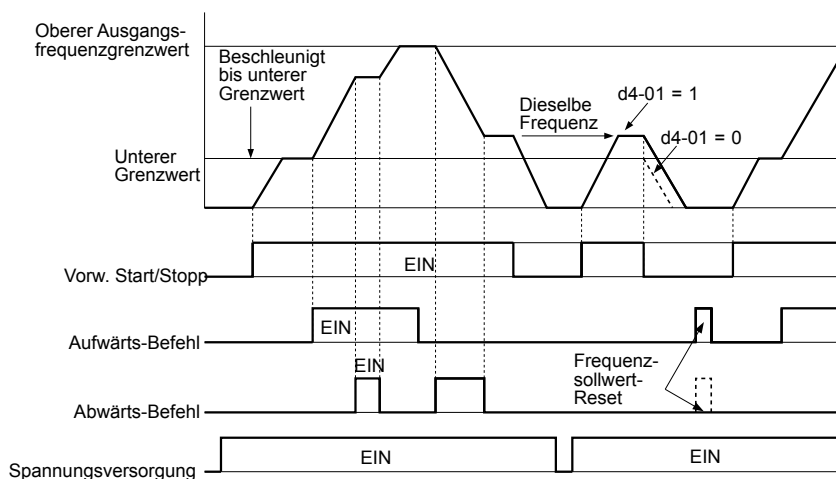 Oberer Ausgangs-
frequenzgrenzwert
Beschleunigt
bis unterer
Grenzwert
Dieselbe
Frequenz
d4-01 = 1
d4-01 = 0
Unterer
Grenzwert
Vorw. Start/Stopp
EIN
Aufwärts-Befehl
EIN
EIN
Frequenz-
sollwert-
Reset
Abwärts-Befehl
Spannungsversorgung
EIN
EIN